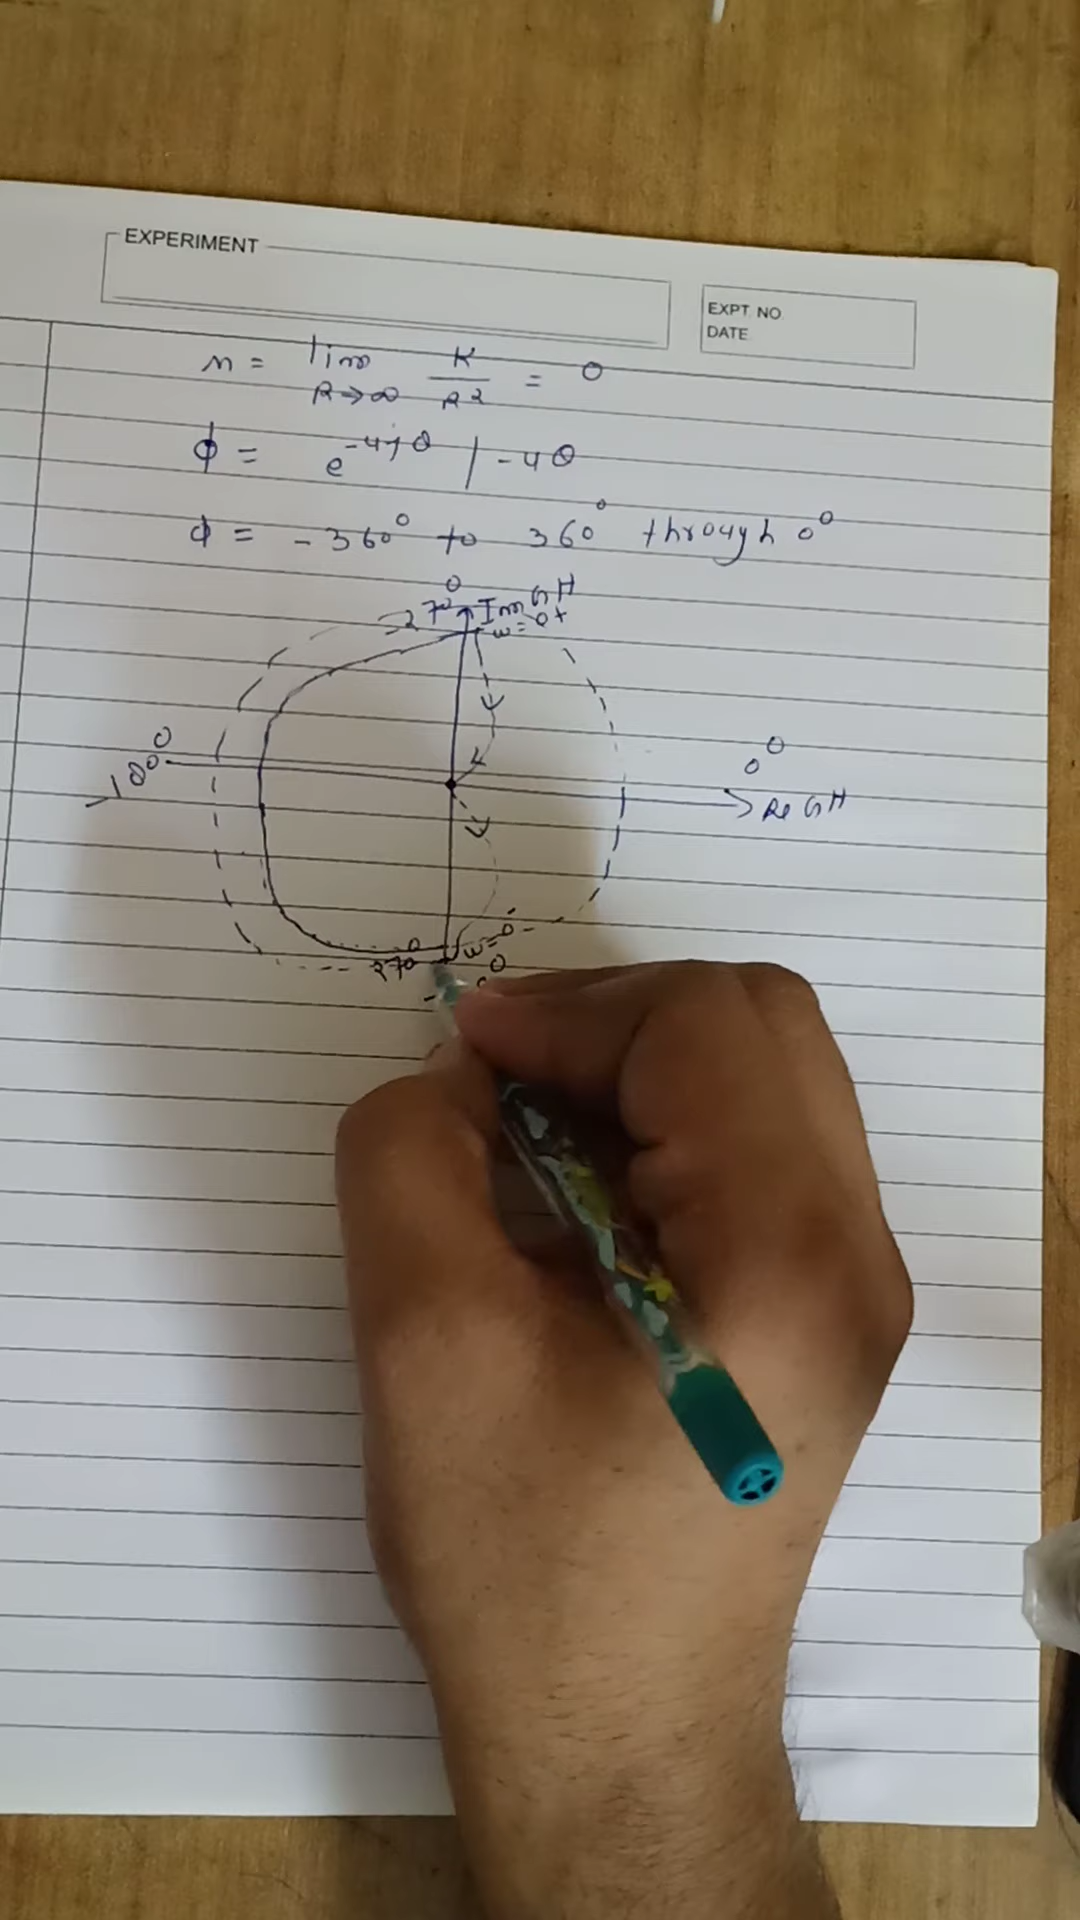 EXPERIMENT
EXPT. NO.
DATE
m = lim R→∞ K/R² = 0
ϕ = e^-4jθ | -4θ
ϕ = -360° to 360° through 0°
-270° Im GH
ω=0+
-180°
0°
Re GH
ω=0-
270°